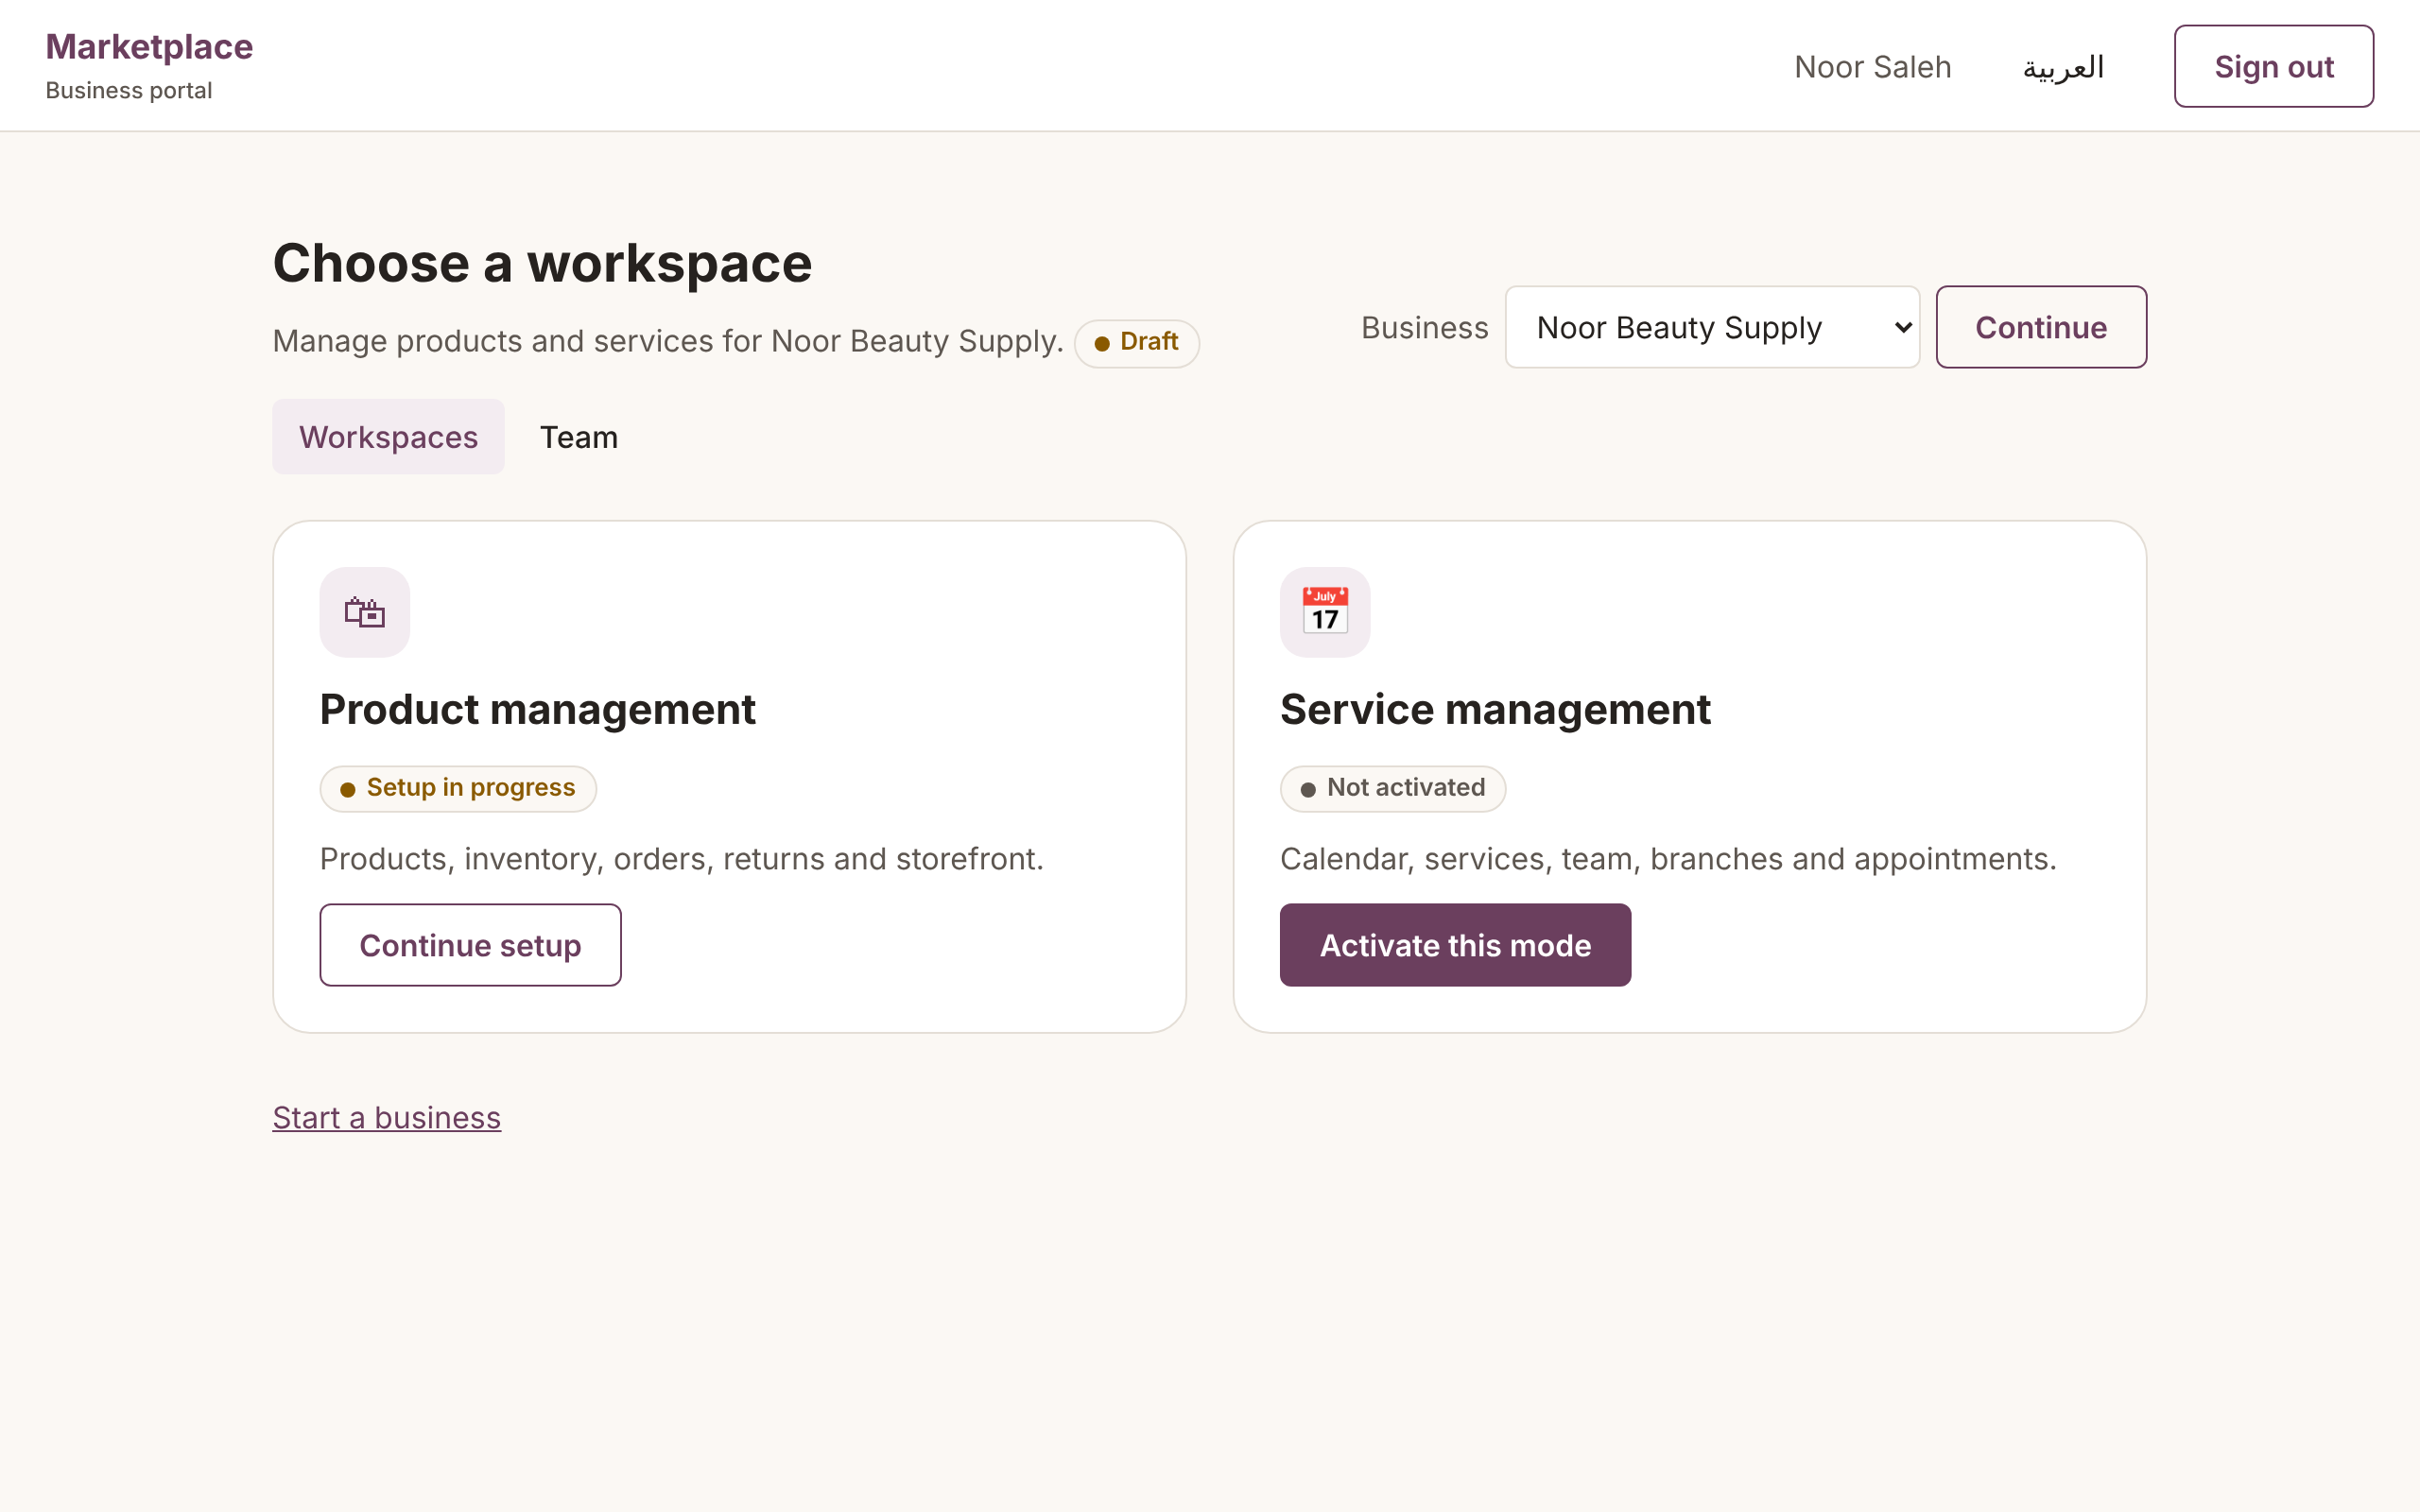 Marketplace
Business portal
Noor Saleh
العربية
Sign out
Choose a workspace
Manage products and services for Noor Beauty Supply.
Draft
Business
Noor Beauty Supply
Continue
Workspaces
Team
Product management
Setup in progress
Products, inventory, orders, returns and storefront.
Continue setup
July
17
Service management
Not activated
Calendar, services, team, branches and appointments.
Activate this mode
Start a business